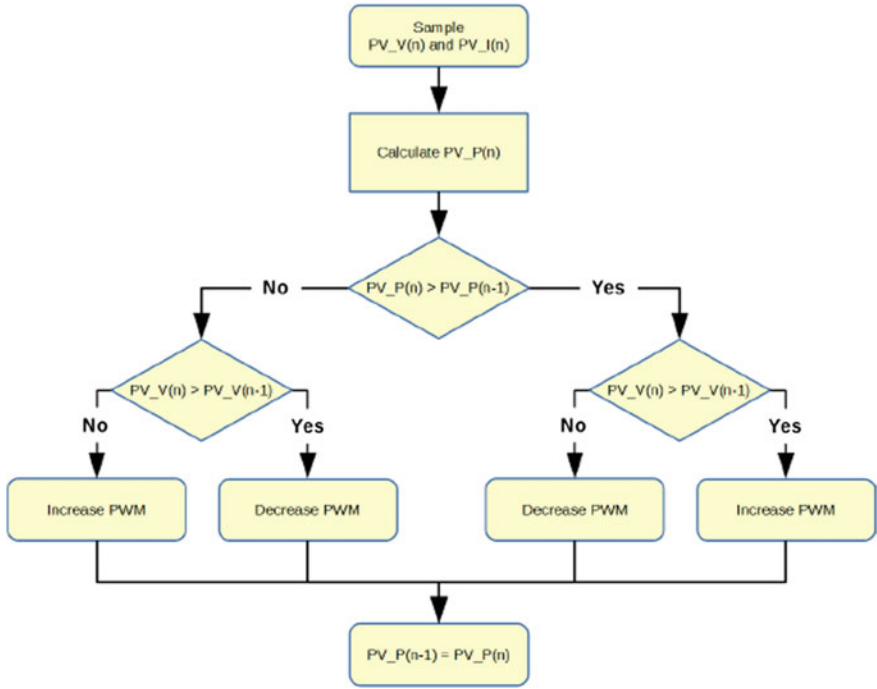 Sample
PV_V(n) and PV_I(n)
Calculate PV_P(n)
PV_P(n) > PV_P(n-1)
No
Yes
PV_V(n) > PV_V(n-1)
PV_V(n) > PV_V(n-1)
No
Yes
No
Yes
Increase PWM
Decrease PWM
Decrease PWM
Increase PWM
PV_P(n-1) = PV_P(n)